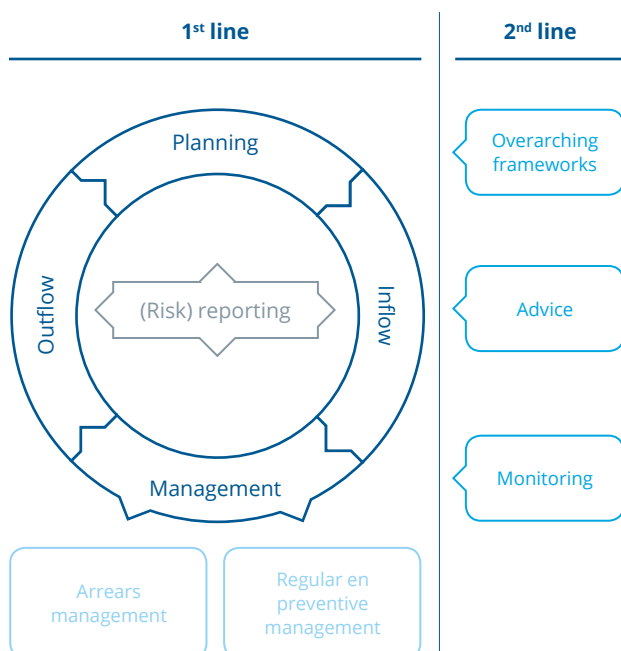 1st line
2nd line
Planning
Outflow
(Risk) reporting
Inflow
Management
Arrears
management
Regular en
preventive
management
Overarching
frameworks
Advice
Monitoring